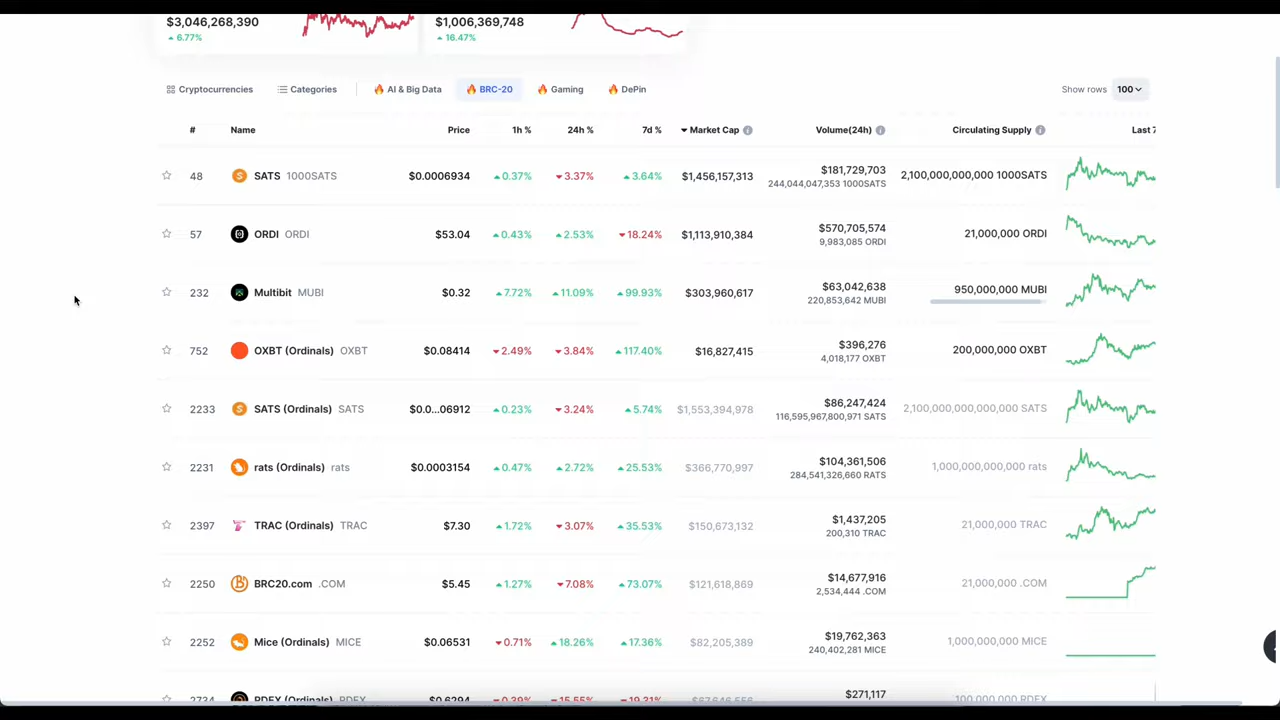 $3,046,268,390 $1,006,369,748
6.77% 16.47%
Cryptocurrencies Categories AI & Big Data BRC-20 Gaming DePin Show rows 100
# Name Price 1h % 24h % 7d % Market Cap Volume(24h) Circulating Supply Last 7
48 SATS 1000SATS $0.0006934 0.37% 3.37% 3.64% $1,456,157,313 $181,729,703 2,100,000,000,000 1000SATS
244,044,047,353 1000SATS
57 ORDI ORDI $53.04 0.43% 2.53% 18.24% $1,113,910,384 $570,705,574 21,000,000 ORDI
9,983,085 ORDI
232 Multibit MUBI $0.32 7.72% 11.09% 99.93% $303,960,617 $63,042,638 950,000,000 MUBI
220,853,642 MUBI
752 OXBT (Ordinals) OXBT $0.08414 2.49% 3.84% 117.40% $16,827,415 $396,276 200,000,000 OXBT
4,018,177 OXBT
2233 SATS (Ordinals) SATS $0.0...06912 0.23% 3.24% 5.74% $1,553,394,978 $86,247,424 2,100,000,000,000,000 SATS
116,595,967,800,971 SATS
2231 rats (Ordinals) rats $0.0003154 0.47% 2.72% 25.53% $366,770,997 $104,361,506 1,000,000,000,000 rats
284,541,326,660 RATS
2397 TRAC (Ordinals) TRAC $7.30 1.72% 3.07% 35.53% $150,673,132 $1,437,205 21,000,000 TRAC
200,310 TRAC
2250 BRC20.com .COM $5.45 1.27% 7.08% 73.07% $121,618,869 $14,677,916 21,000,000 .COM
2,534,444 .COM
2252 Mice (Ordinals) MICE $0.06531 0.71% 18.26% 17.36% $82,205,389 $19,762,363 1,000,000,000 MICE
240,402,281 MICE
2734 (Ordinals) $0.6294 $271,117